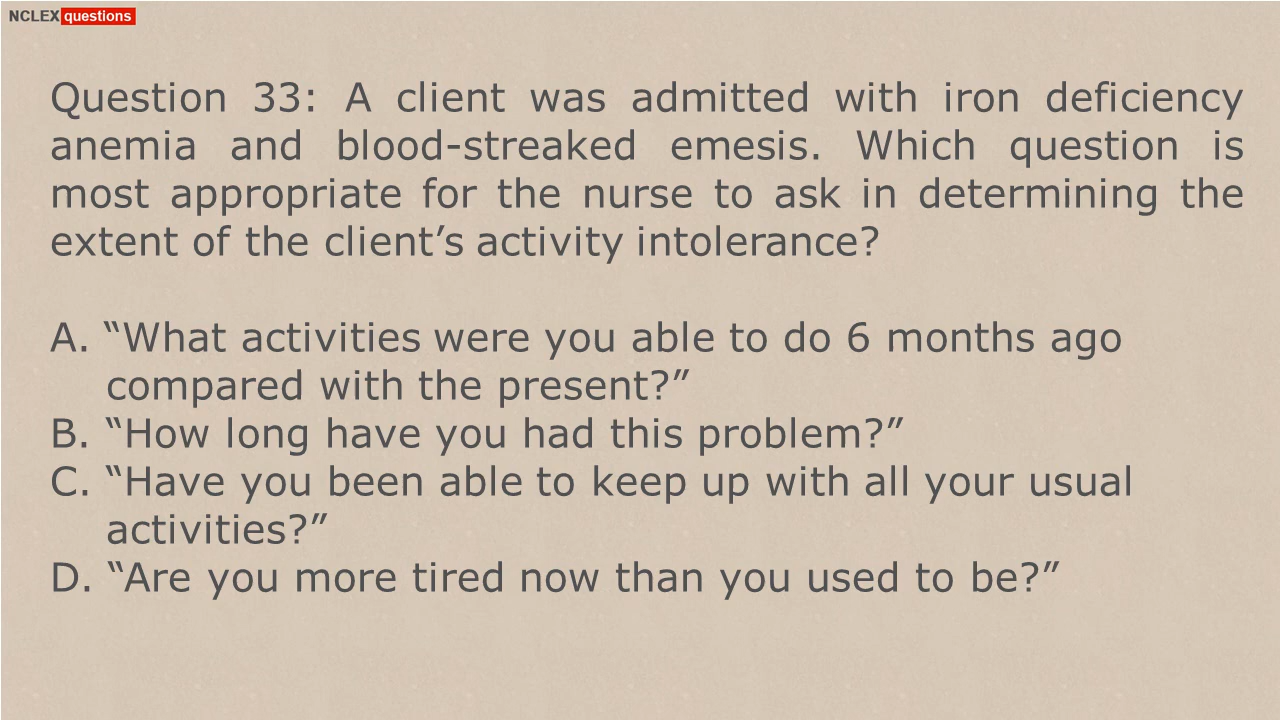 NCLEX questions
Question 33: A client was admitted with iron deficiency
anemia and blood-streaked emesis. Which question is
most appropriate for the nurse to ask in determining the
extent of the client’s activity intolerance?
A. “What activities were you able to do 6 months ago
compared with the present?”
B. “How long have you had this problem?”
C. “Have you been able to keep up with all your usual
activities?”
D. “Are you more tired now than you used to be?”